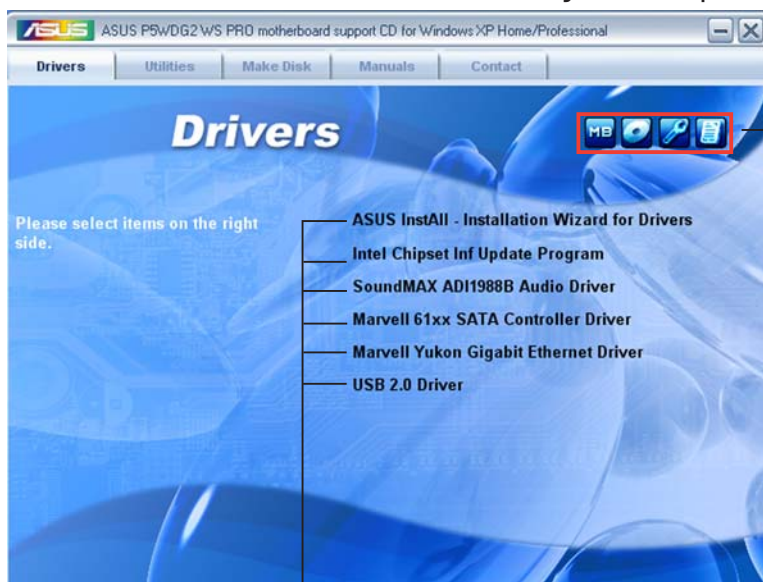 ASUS ASUS P5WDG2 WS PRO motherboard support CD for Windows XP Home/Professional
Drivers Utilities Make Disk Manuals Contact
Drivers
MB
Please select items on the right
side.
ASUS InstAll - Installation Wizard for Drivers
Intel Chipset Inf Update Program
SoundMAX ADI1988B Audio Driver
Marvell 61xx SATA Controller Driver
Marvell Yukon Gigabit Ethernet Driver
USB 2.0 Driver